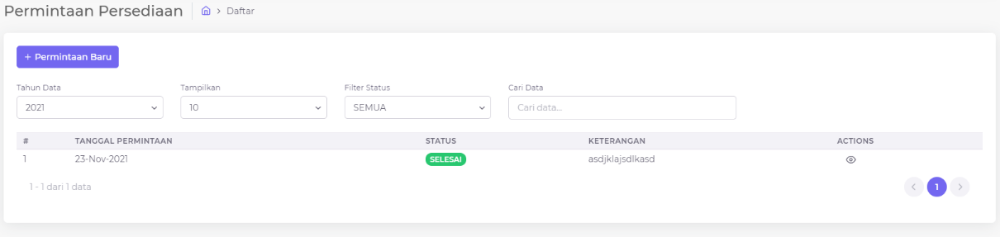 Permintaan Persediaan > Daftar
+ Permintaan Baru
Tahun Data Tampilkan Filter Status Cari Data
2021 10 SEMUA Cari data...
# TANGGAL PERMINTAAN STATUS KETERANGAN ACTIONS
1 23-Nov-2021 SELESAI asdjklajsdlkasd
1 - 1 dari 1 data < 1 >